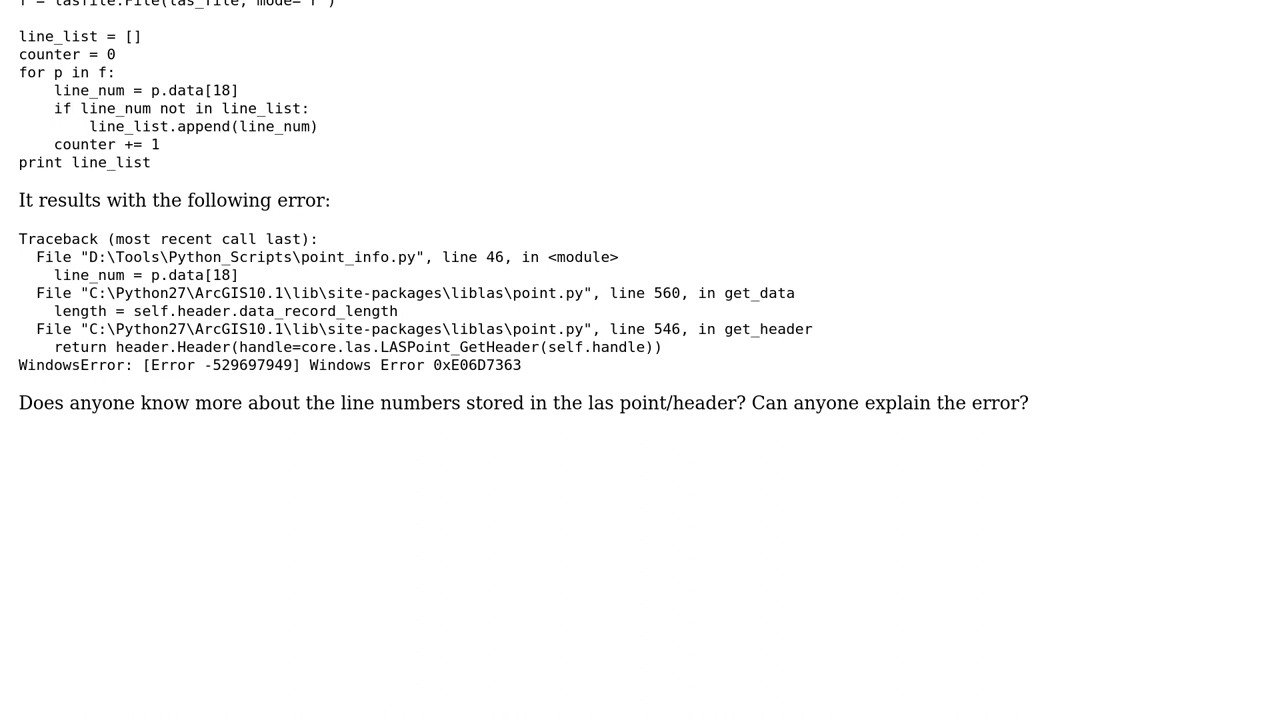 f = lasfile.File(las_file, mode='r')
line_list = []
counter = 0
for p in f:
    line_num = p.data[18]
    if line_num not in line_list:
        line_list.append(line_num)
    counter += 1
print line_list
It results with the following error:
Traceback (most recent call last):
  File "D:\Tools\Python_Scripts\point_info.py", line 46, in <module>
    line_num = p.data[18]
  File "C:\Python27\ArcGIS10.1\lib\site-packages\liblas\point.py", line 560, in get_data
    length = self.header.data_record_length
  File "C:\Python27\ArcGIS10.1\lib\site-packages\liblas\point.py", line 546, in get_header
    return header.Header(handle=core.las.LASPoint_GetHeader(self.handle))
WindowsError: [Error -529697949] Windows Error 0xE06D7363
Does anyone know more about the line numbers stored in the las point/header? Can anyone explain the error?